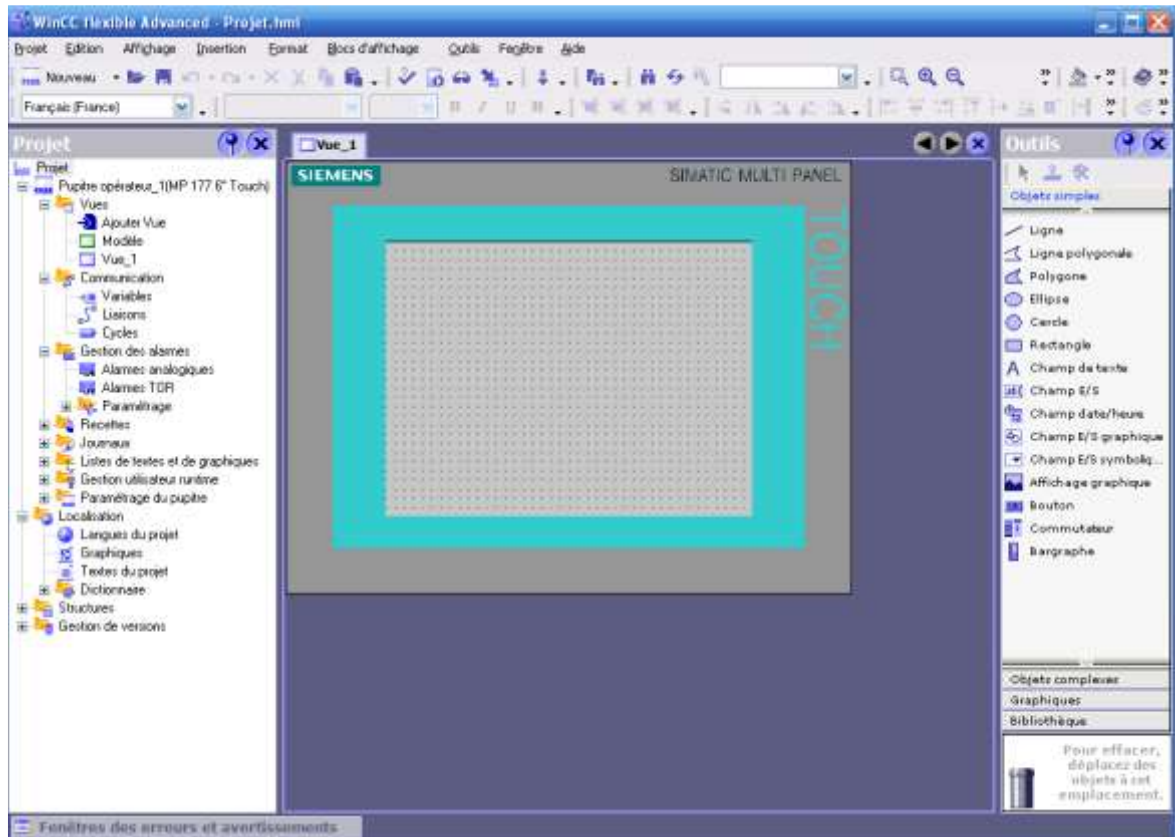 WinCC flexible Advanced - Projet.hmi
Projet Edition Affichage Insertion Format Blocs d'affichage Outils Fenêtre Aide
Nouveau
Français (France)
Projet
Vue_1
Outils
Projet
Pupitre opérateur_1(MP 177 6" Touch)
Vues
Ajouter Vue
Modèle
Vue_1
Communication
Variables
Liaisons
Cycles
Gestion des alarmes
Alarmes analogiques
Alarmes TOR
Paramétrage
Recettes
Journaux
Listes de textes et de graphiques
Gestion utilisateur runtime
Paramétrage du pupitre
Localisation
Langues du projet
Graphiques
Textes du projet
Dictionnaire
Structures
Gestion de versions
SIEMENS
SIMATIC MULTI PANEL
TOUCH
Objets simples
Ligne
Ligne polygonale
Polygone
Ellipse
Cercle
Rectangle
Champ de texte
Champ E/S
Champ date/heure
Champ E/S graphique
Champ E/S symboliq...
Affichage graphique
Bouton
Commutateur
Bargraphe
Objets complexes
Graphiques
Bibliothèque
Pour effacer,
déplacez des
objets à cet
emplacement.
Fenêtres des erreurs et avertissements